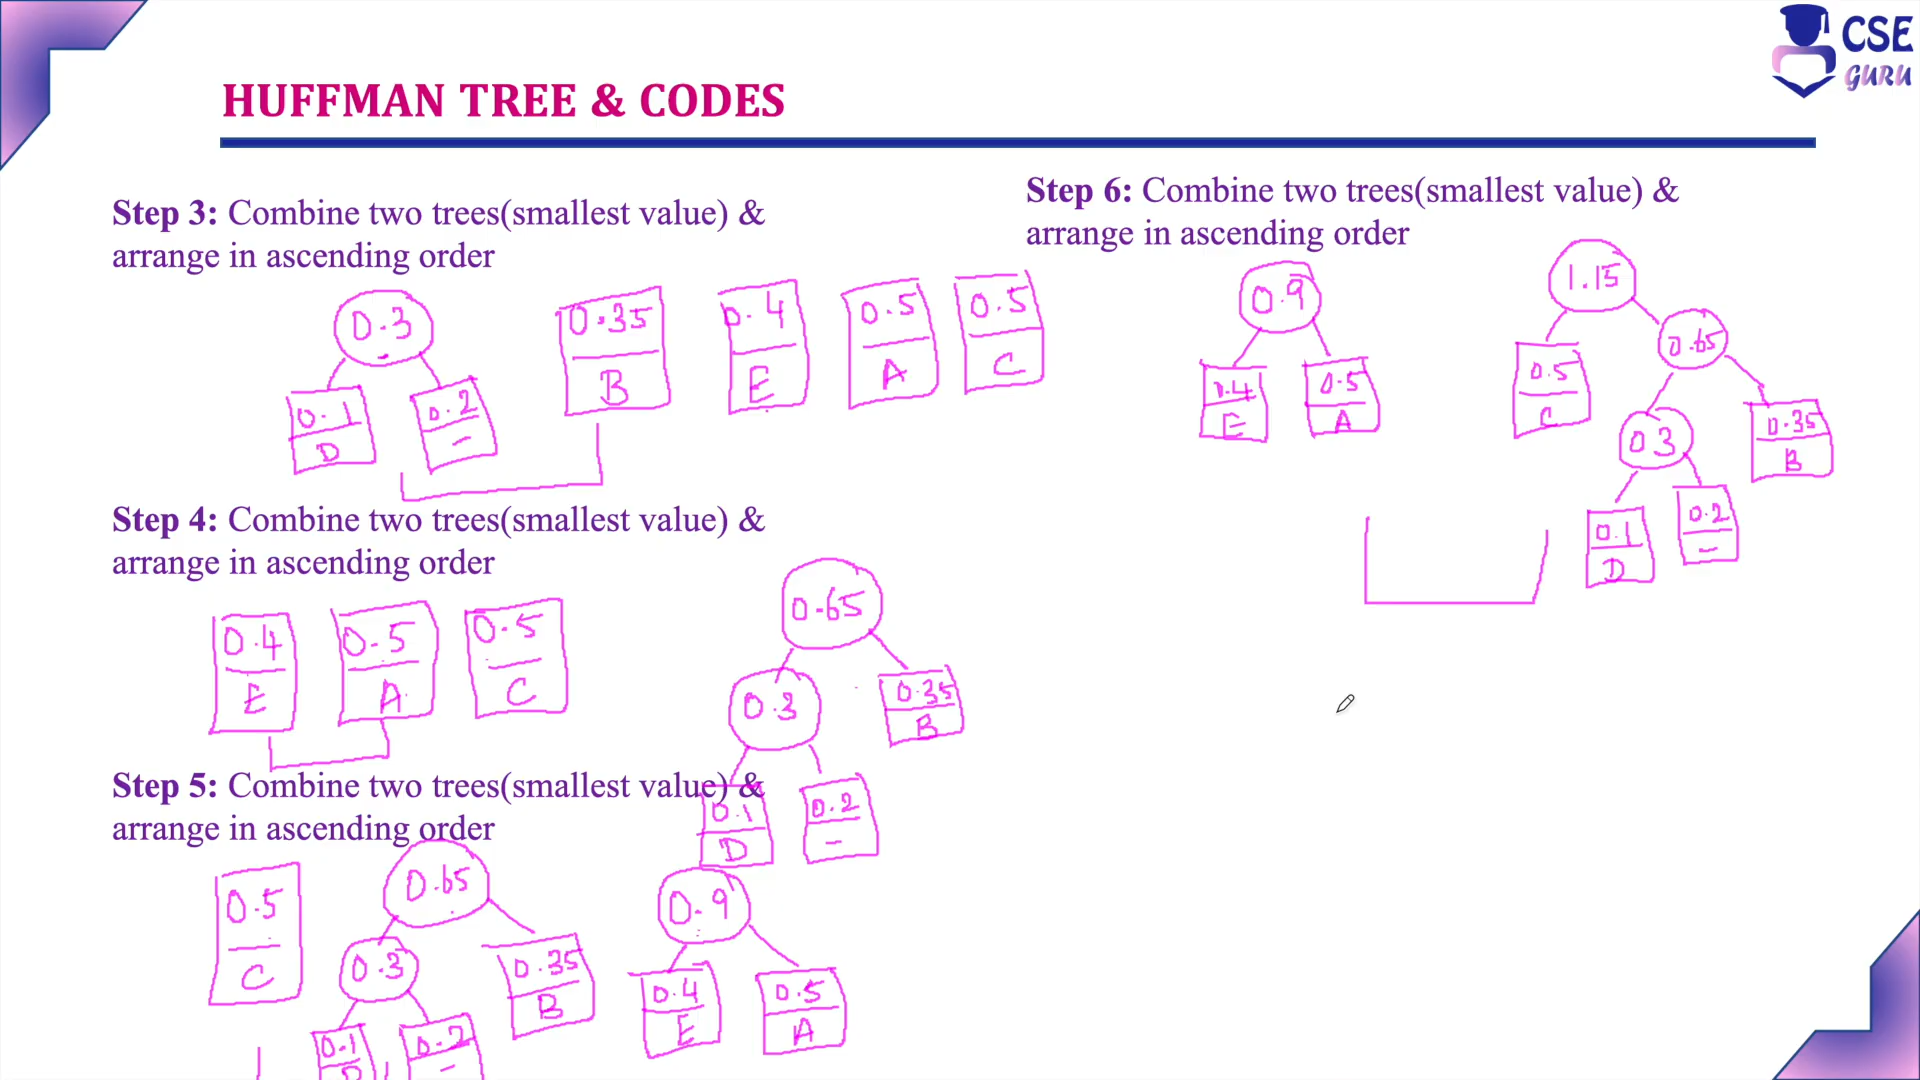 CSE
GURU
HUFFMAN TREE & CODES
Step 3: Combine two trees(smallest value) &
arrange in ascending order
0.3
0.35
B
0.4
E
0.5
A
0.5
C
0.1
D
0.2
–
Step 4: Combine two trees(smallest value) &
arrange in ascending order
0.4
E
0.5
A
0.5
C
0.65
0.3
0.35
B
0.1
D
0.2
–
Step 5: Combine two trees(smallest value) &
arrange in ascending order
0.5
C
0.65
0.3
0.35
B
0.1
D
0.2
–
0.9
0.4
E
0.5
A
Step 6: Combine two trees(smallest value) &
arrange in ascending order
0.9
0.4
E
0.5
A
1.15
0.5
C
0.65
0.3
0.35
B
0.1
D
0.2
–